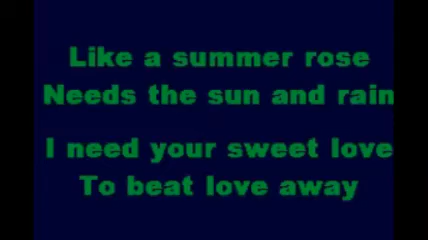 Like a summer rose
Needs the sun and rain
I need your sweet love
To beat love away